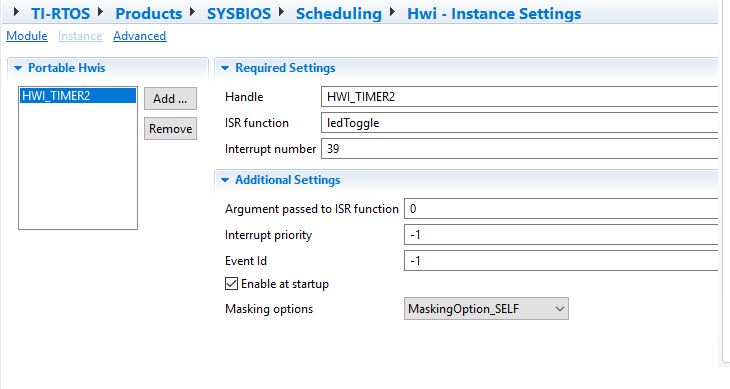 TI-RTOS Products SYSBIOS Scheduling Hwi - Instance Settings
Module Instance Advanced
Portable Hwis
HWI_TIMER2
Add ...
Remove
Required Settings
Handle HWI_TIMER2
ISR function ledToggle
Interrupt number 39
Additional Settings
Argument passed to ISR function 0
Interrupt priority -1
Event Id -1
Enable at startup
Masking options MaskingOption_SELF